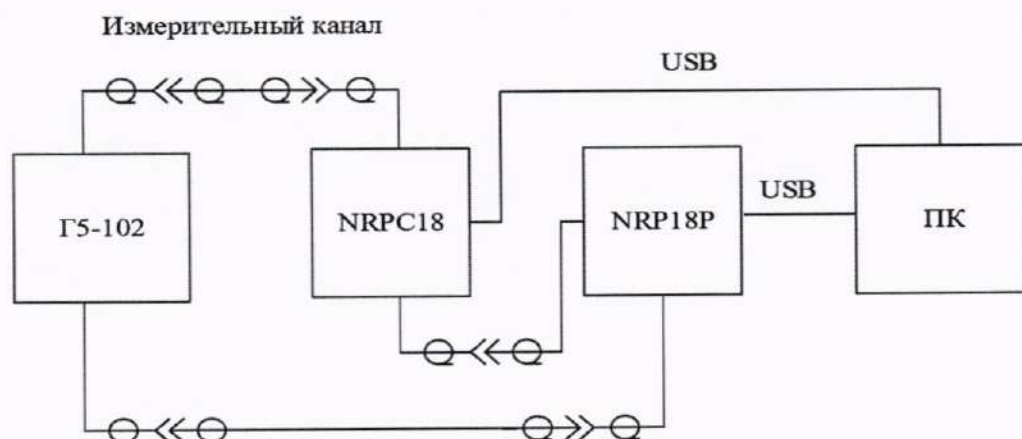 Измерительный канал
USB
Г5-102
NRPC18
NRP18P
USB
ПК